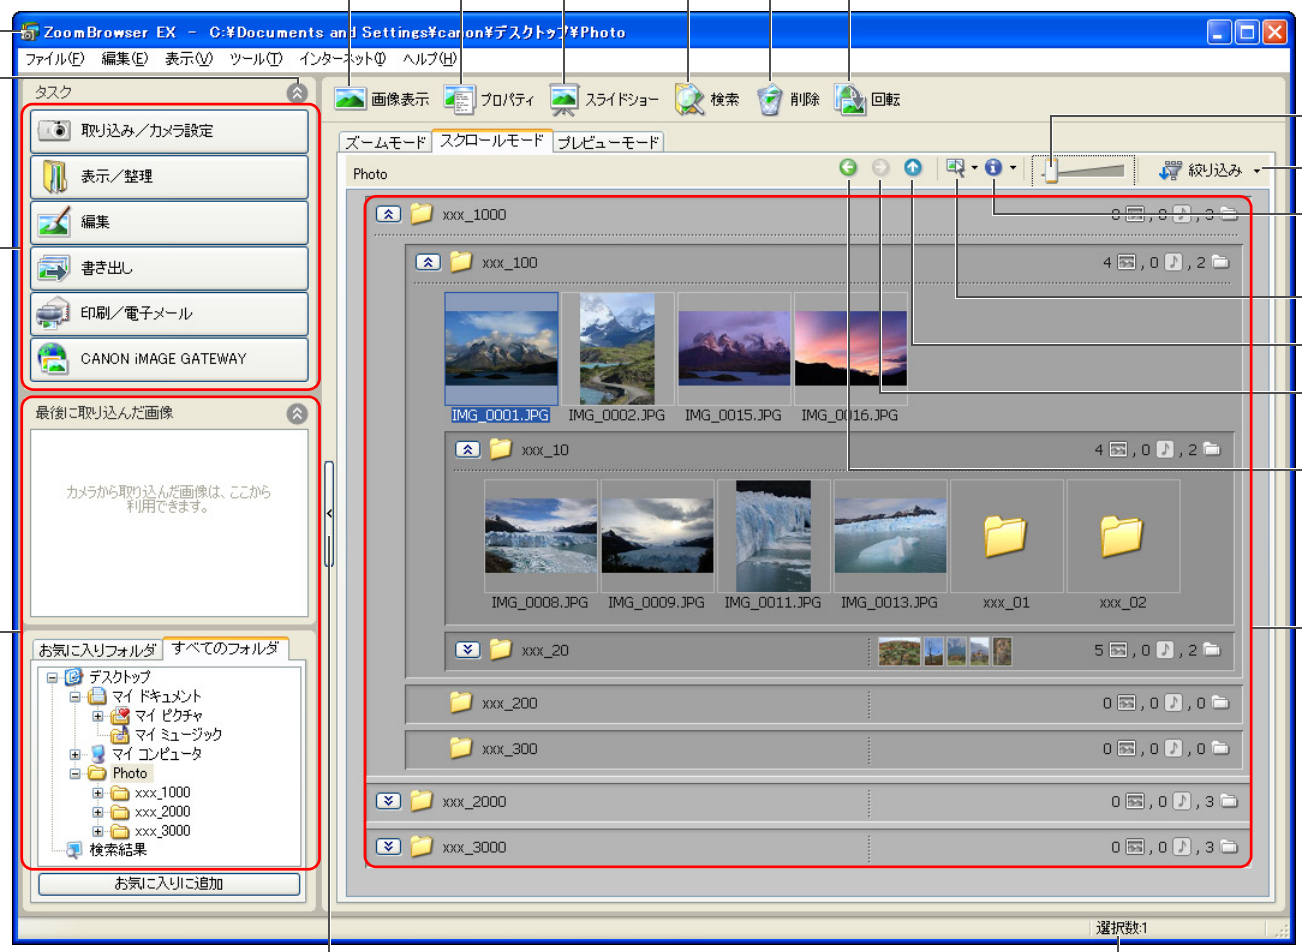 ZoomBrowser EX - C:¥Documents and Settings¥canon¥デスクトップ¥Photo
ファイル(F) 編集(E) 表示(V) ツール(T) インターネット(I) ヘルプ(H)
タスク
取り込み／カメラ設定
表示／整理
編集
書き出し
印刷／電子メール
CANON iMAGE GATEWAY
最後に取り込んだ画像
カメラから取り込んだ画像は、ここから
利用できます。
お気に入りフォルダ すべてのフォルダ
デスクトップ
マイ ドキュメント
マイ ピクチャ
マイ ミュージック
マイ コンピュータ
Photo
xxx_1000
xxx_2000
xxx_3000
検索結果
お気に入りに追加
画像表示 プロパティ スライドショー 検索 削除 回転
ズームモード スクロールモード プレビューモード
Photo 絞り込み
xxx_1000 8 , 0 , 3
xxx_100 4 , 0 , 2
IMG_0001.JPG IMG_0002.JPG IMG_0015.JPG IMG_0016.JPG
xxx_10 4 , 0 , 2
IMG_0008.JPG IMG_0009.JPG IMG_0011.JPG IMG_0013.JPG xxx_01 xxx_02
xxx_20 5 , 0 , 2
xxx_200 0 , 0 , 0
xxx_300 0 , 0 , 0
xxx_2000 0 , 0 , 3
xxx_3000 0 , 0 , 3
選択数:1